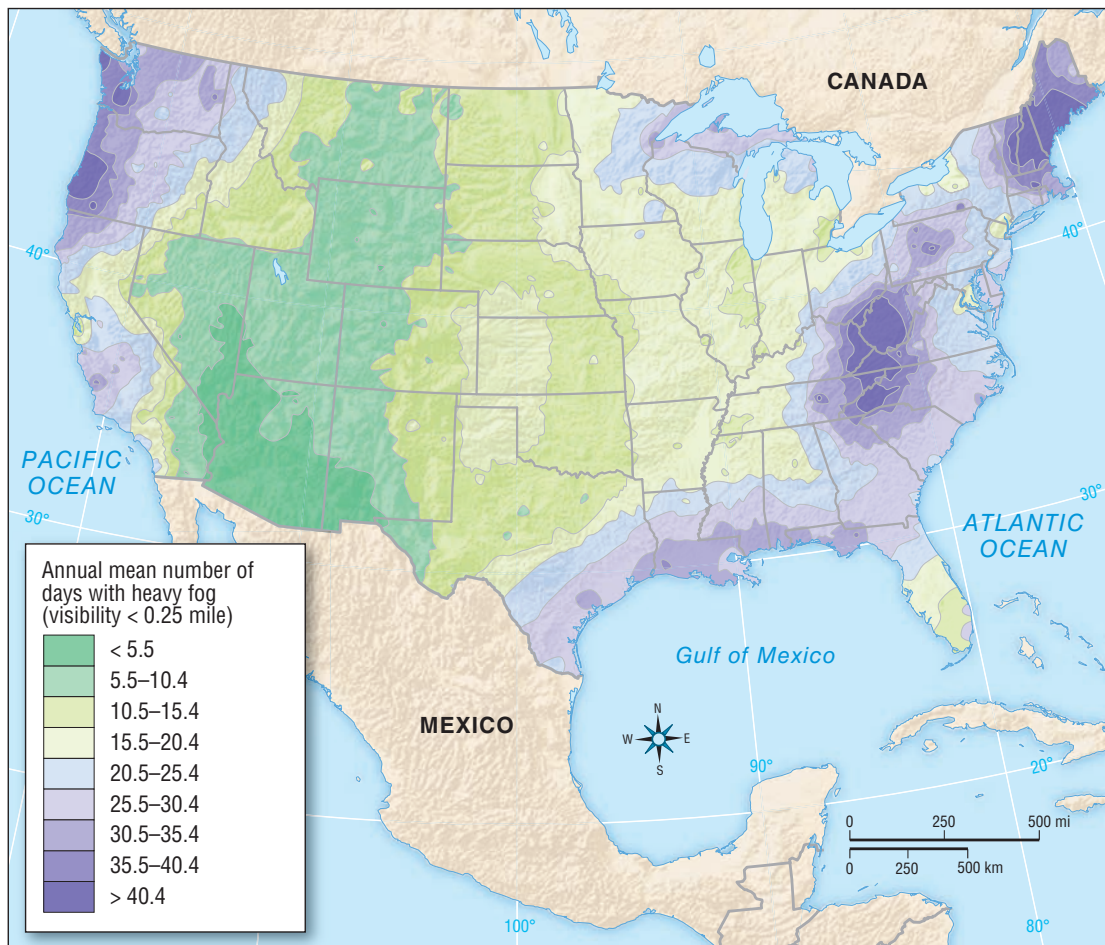 CANADA
40°
40°
PACIFIC
OCEAN
30°
30°
ATLANTIC
OCEAN
Annual mean number of
days with heavy fog
(visibility < 0.25 mile)
< 5.5
5.5–10.4
10.5–15.4
15.5–20.4
20.5–25.4
25.5–30.4
30.5–35.4
35.5–40.4
> 40.4
Gulf of Mexico
MEXICO
N
W E
S
90°
20°
0 250 500 mi
0 250 500 km
100°
80°